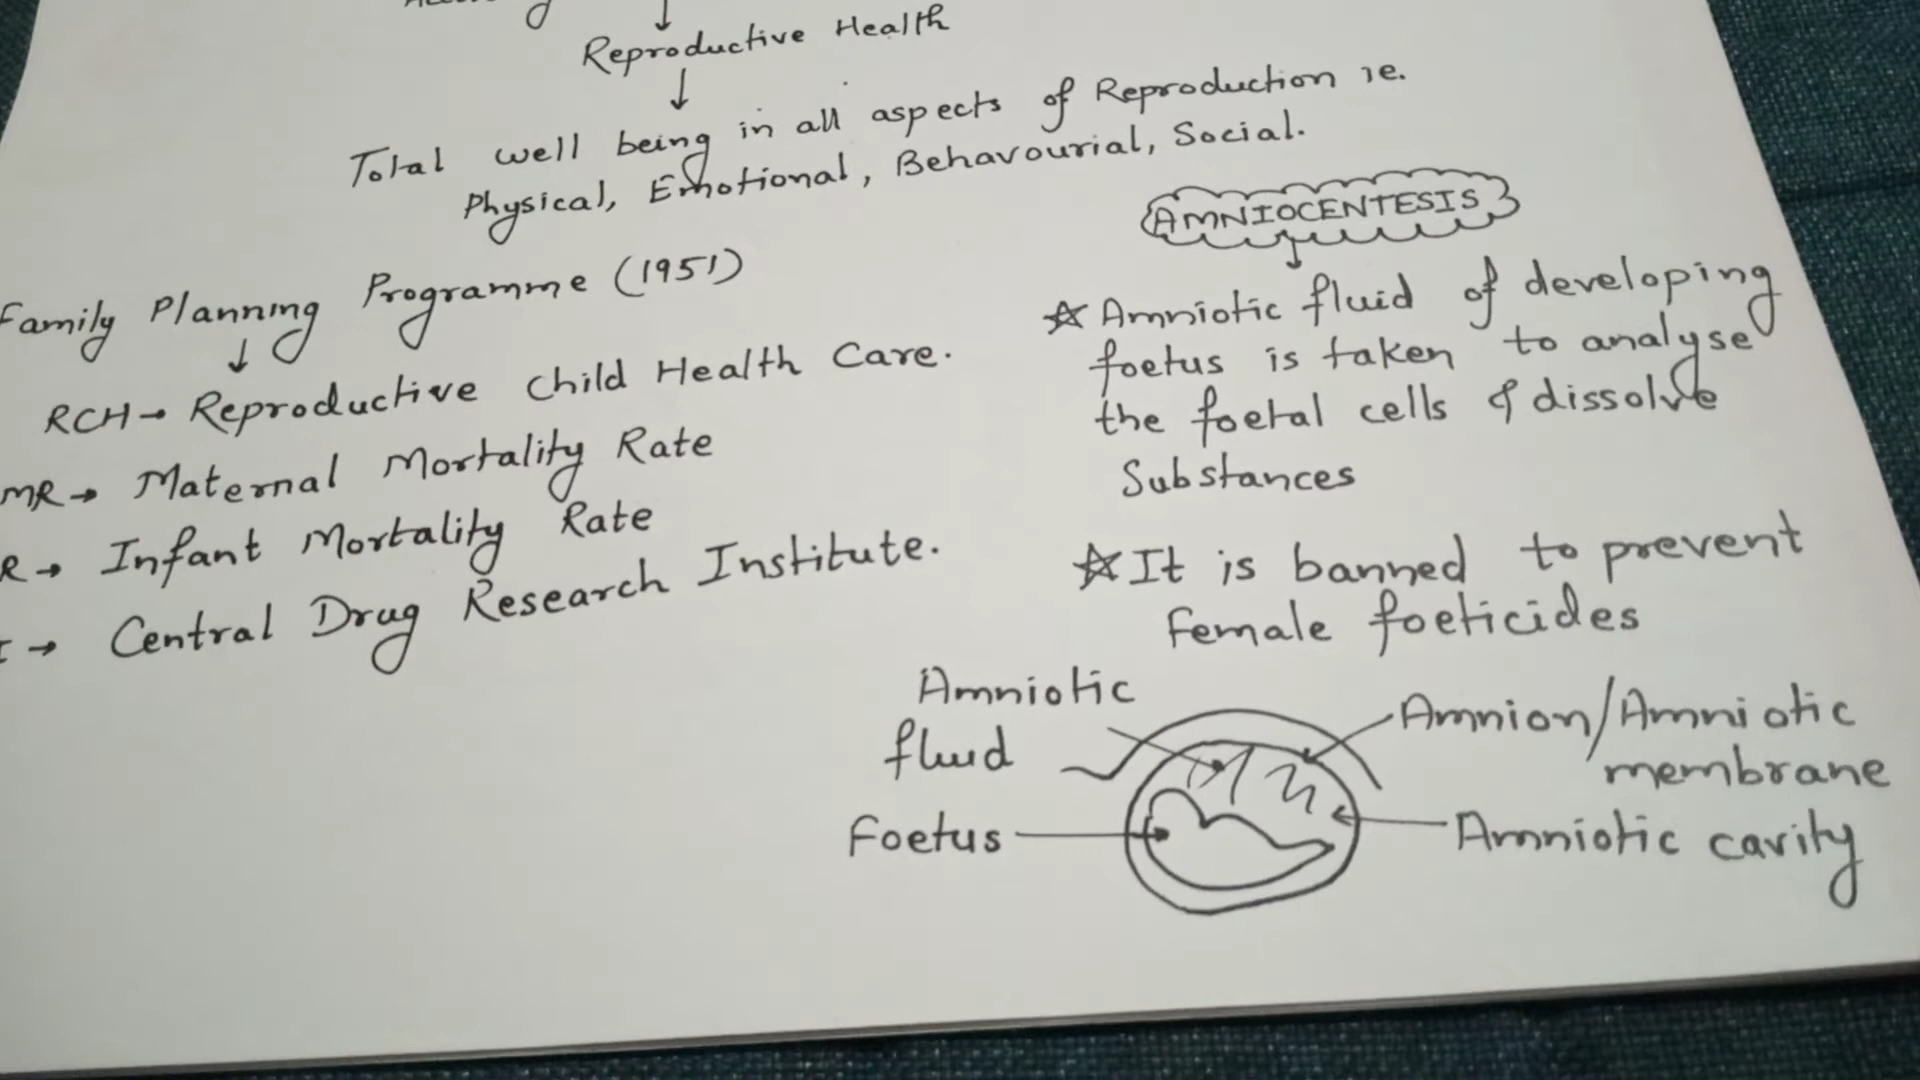 Reproductive Health
↓
Total well being in all aspects of Reproduction ie.
Physical, Emotional, Behavourial, Social.
Family Planning Programme (1951)
↓
RCH → Reproductive Child Health Care.
MR → Maternal Mortality Rate
R → Infant Mortality Rate
I → Central Drug Research Institute.
AMNIOCENTESIS
☆ Amniotic fluid of developing
foetus is taken to analyse
the foetal cells & dissolve
Substances
☆ It is banned to prevent
female foeticides
Amniotic
fluid
Foetus
Amnion/Amniotic
membrane
Amniotic cavity